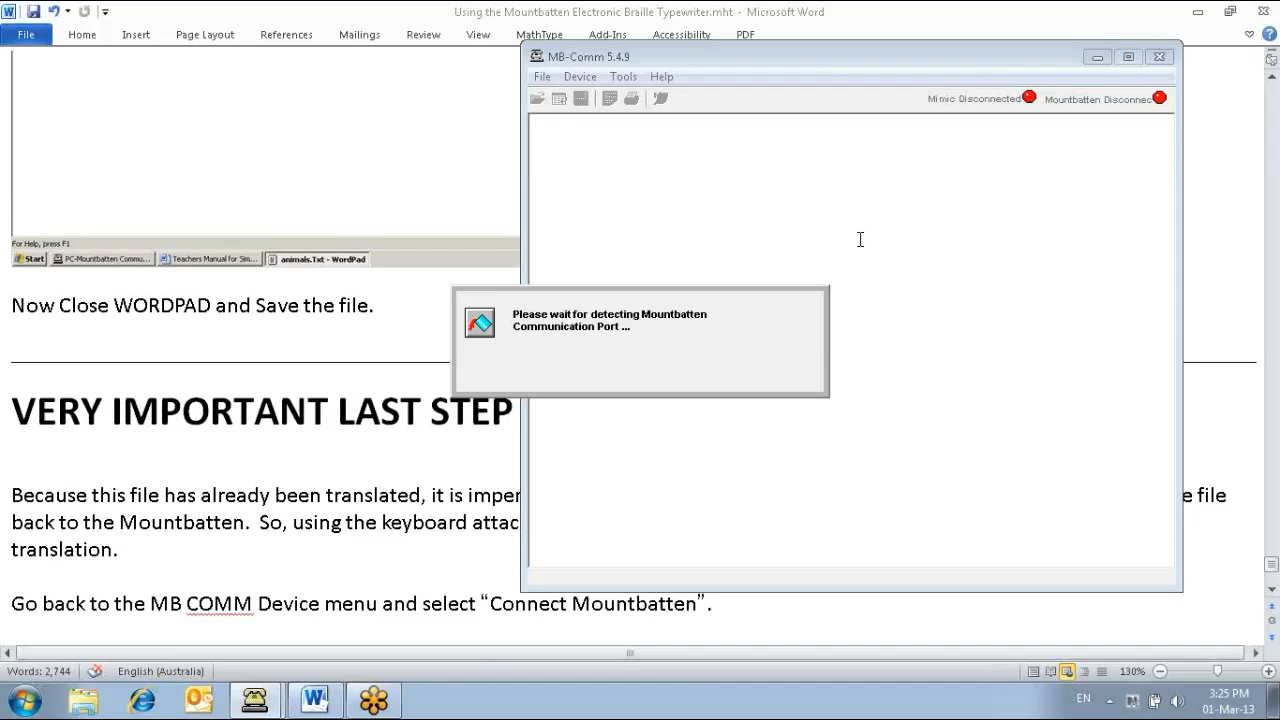 Using the Mountbatten Electronic Braille Typewriter.mht - Microsoft Word
File Home Insert Page Layout References Mailings Review View MathType Add-Ins Accessibility PDF
MB Comm 5.4.9
File Device Tools Help
Mimic Disconnected Mountbatten Disconnec
For Help, press F1
Start PC-Mountbatten Commu... Teachers Manual for Sim... animals.Txt - WordPad
Now Close WORDPAD and Save the file.
Please wait for detecting Mountbatten
Communication Port ...
VERY IMPORTANT LAST STEP
Because this file has already been translated, it is imper e file
back to the Mountbatten. So, using the keyboard attac
translation.
Go back to the MB COMM Device menu and select “Connect Mountbatten”.
Words: 2,744 English (Australia) 130%
EN 3:25 PM
01-Mar-13